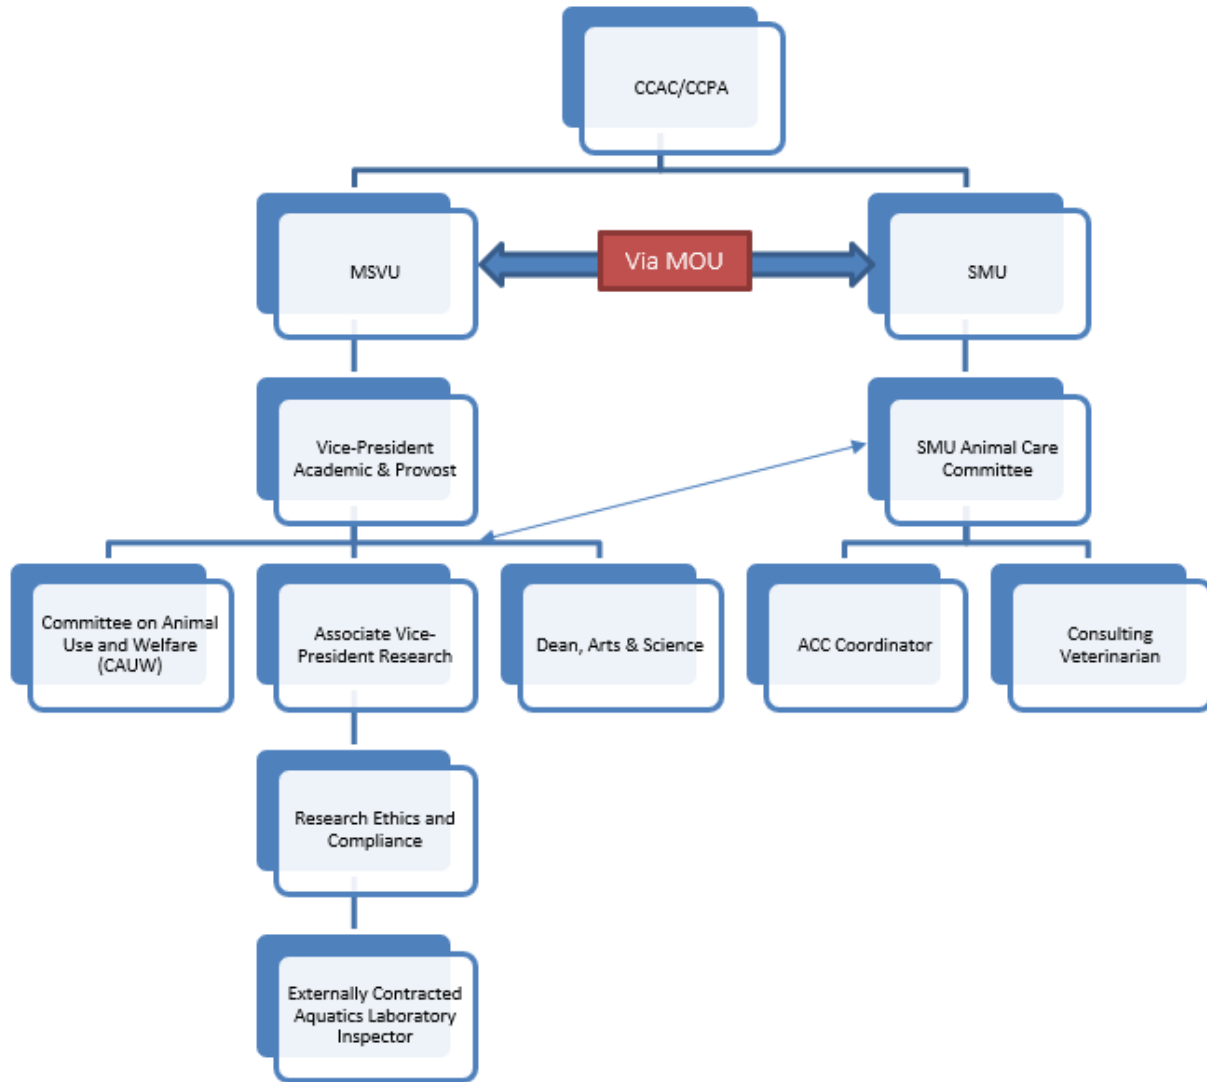 CCAC/CCPA
MSVU
Via MOU
SMU
Vice-President
Academic & Provost
SMU Animal Care
Committee
Committee on Animal
Use and Welfare
(CAUW)
Associate Vice-
President Research
Dean, Arts & Science
ACC Coordinator
Consulting
Veterinarian
Research Ethics and
Compliance
Externally Contracted
Aquatics Laboratory
Inspector